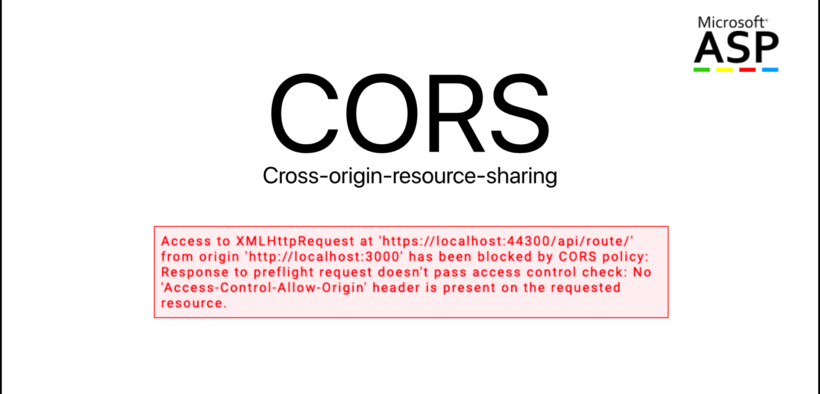 Microsoft®
ASP
CORS
Cross-origin-resource-sharing
Access to XMLHttpRequest at 'https://localhost:44300/api/route/'
from origin 'http://localhost:3000' has been blocked by CORS policy:
Response to preflight request doesn't pass access control check: No
'Access-Control-Allow-Origin' header is present on the requested
resource.